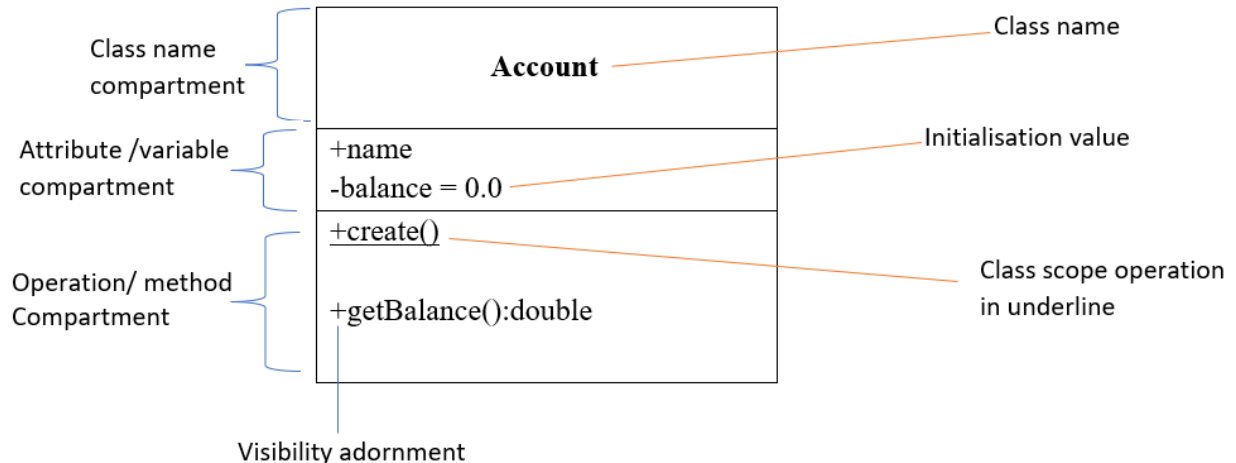 Class name
compartment
Account
Class name
Attribute /variable
compartment
+name
-balance = 0.0
Initialisation value
Operation/ method
Compartment
+create()
+getBalance():double
Class scope operation
in underline
Visibility adornment